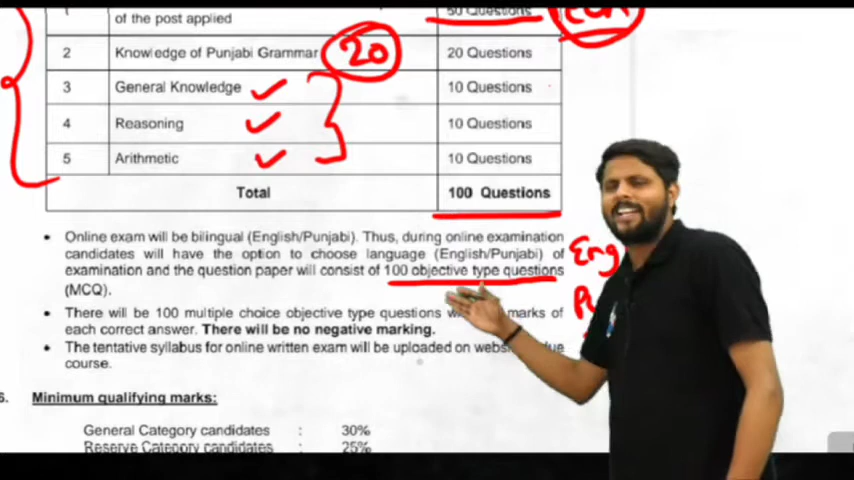 1
of the post applied
50 Questions
2 Knowledge of Punjabi Grammar 20 20 Questions
3 General Knowledge 10 Questions
4 Reasoning 10 Questions
5 Arithmetic 10 Questions
Total 100 Questions
• Online exam will be bilingual (English/Punjabi). Thus, during online examination
candidates will have the option to choose language (English/Punjabi) of
examination and the question paper will consist of 100 objective type questions
(MCQ).
Eng
• There will be 100 multiple choice objective type questions marks of
each correct answer. There will be no negative marking.
• The tentative syllabus for online written exam will be uploaded on
course.
Minimum qualifying marks:
General Category candidates : 30%
Reserve Category candidates : 25%